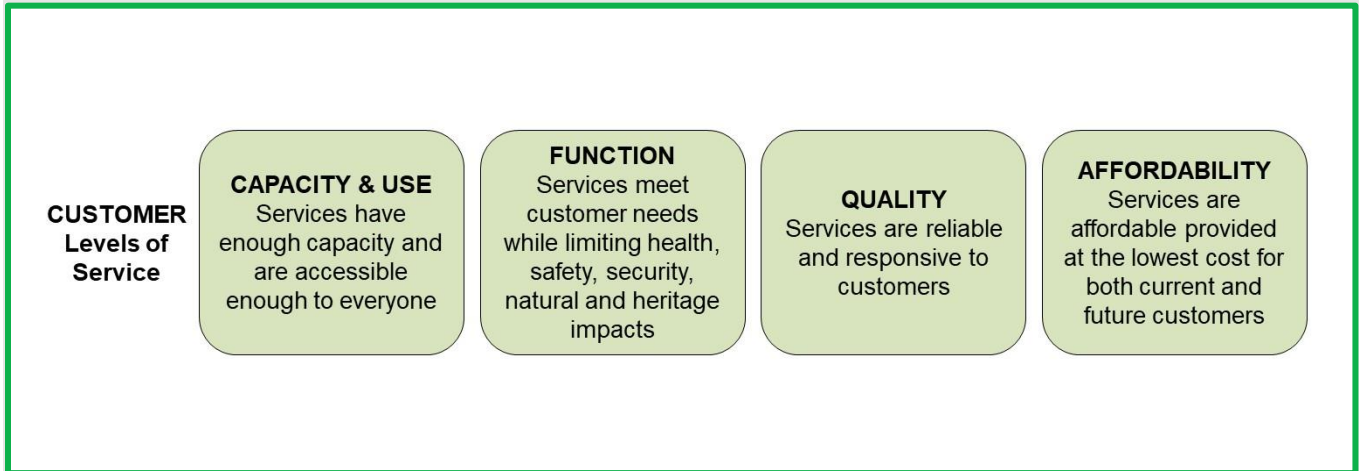 CUSTOMER
Levels of
Service
CAPACITY & USE
Services have
enough capacity and
are accessible
enough to everyone
FUNCTION
Services meet
customer needs
while limiting health,
safety, security,
natural and heritage
impacts
QUALITY
Services are reliable
and responsive to
customers
AFFORDABILITY
Services are
affordable provided
at the lowest cost for
both current and
future customers